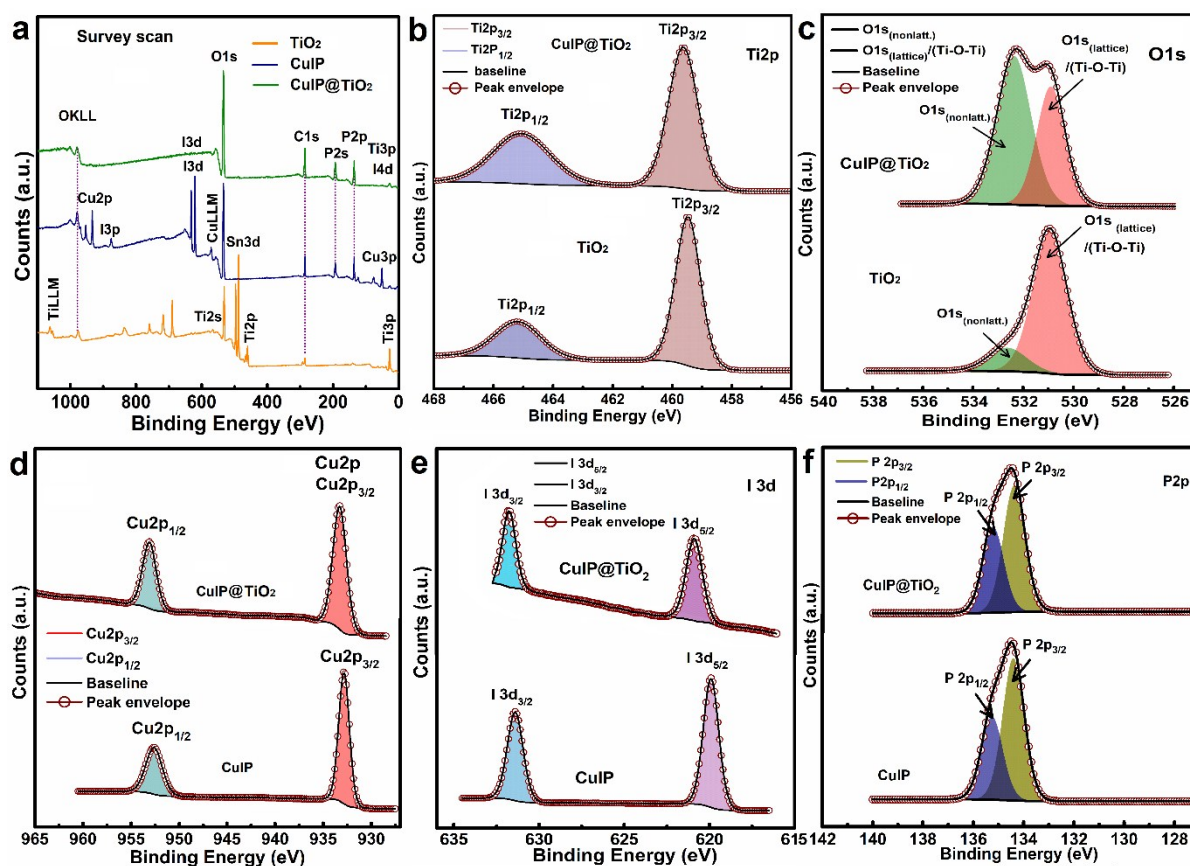 a
Survey scan
TiO2
CuIP
CuIP@TiO2
O1s
OKLL
I3d
I3d
C1s
P2p
P2s
Ti3p
I4d
Cu2p
I3p
CuLLM
Sn3d
Cu3p
TiLLM
Ti2s
Ti2p
Ti3p
Counts (a.u.)
1000 800 600 400 200 0
Binding Energy (eV)
b
Ti2p3/2
Ti2P1/2
baseline
Peak envelope
CuIP@TiO2
Ti2p3/2
Ti2p
Ti2p1/2
Ti2p3/2
TiO2
Ti2p1/2
Counts (a.u.)
468 466 464 462 460 458 456
Binding Energy (eV)
c
O1s(nonlatt.)
O1s(lattice)/(Ti-O-Ti)
Baseline
Peak envelope
O1s(lattice)
/(Ti-O-Ti)
O1s
O1s(nonlatt.)
CuIP@TiO2
O1s(lattice)
/(Ti-O-Ti)
TiO2
O1s(nonlatt.)
Counts (a.u.)
540 538 536 534 532 530 528 526
Binding Energy (eV)
d
Cu2p
Cu2p3/2
Cu2p1/2
CuIP@TiO2
Cu2p3/2
Cu2p1/2
Baseline
Peak envelope
Cu2p3/2
Cu2p1/2
CuIP
Counts (a.u.)
965 960 955 950 945 940 935 930
Binding Energy (eV)
e
I 3d5/2
I 3d3/2
Baseline
Peak envelope
I 3d
I 3d3/2
I 3d5/2
CuIP@TiO2
I 3d5/2
I 3d3/2
CuIP
Counts (a.u.)
635 630 625 620 615
Binding Energy (eV)
f
P 2p3/2
P2p1/2
Baseline
Peak envelope
P 2p3/2
P2p
P 2p1/2
CuIP@TiO2
P 2p3/2
P 2p1/2
CuIP
Counts (a.u.)
142 140 138 136 134 132 130 128
Binding Energy (eV)